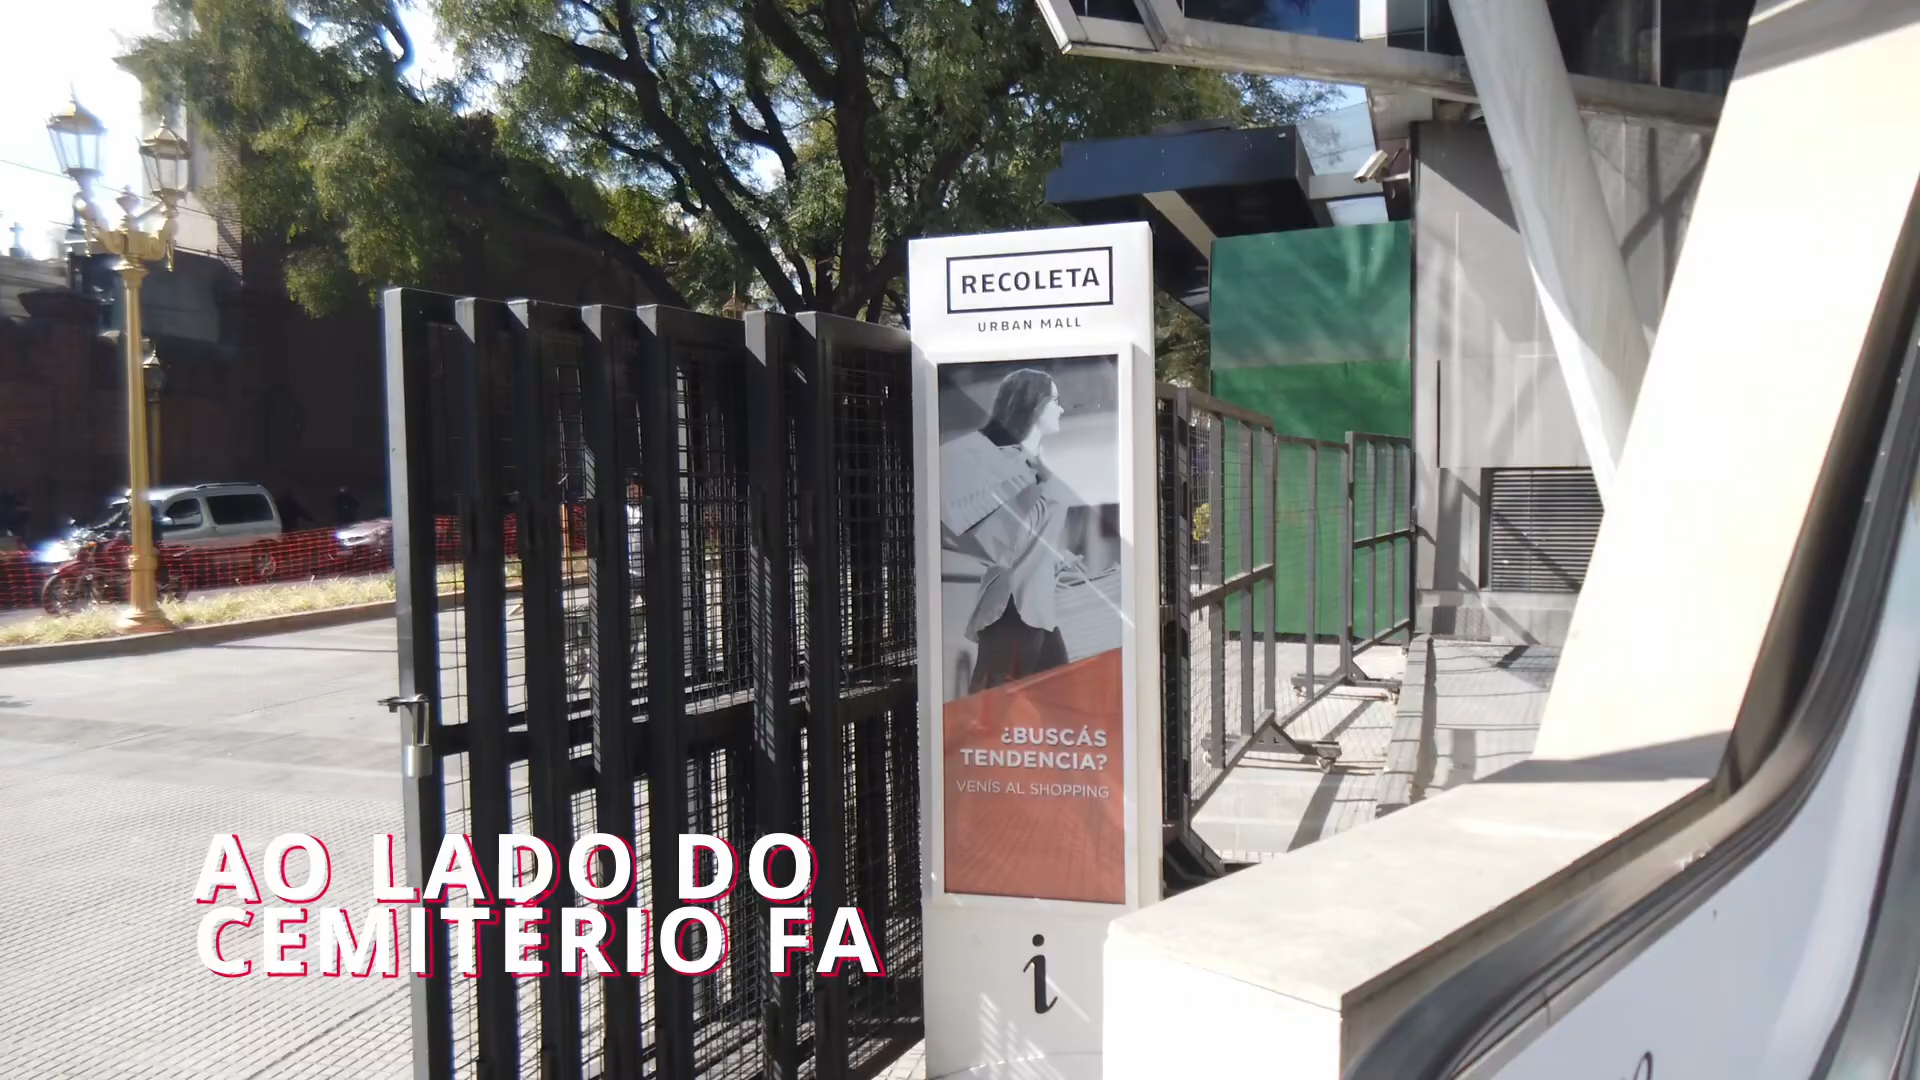 RECOLETA
URBAN MALL
¿BUSCÁS
TENDENCIA?
VENÍS AL SHOPPING
i
AO LADO DO
CEMITÉRIO FA